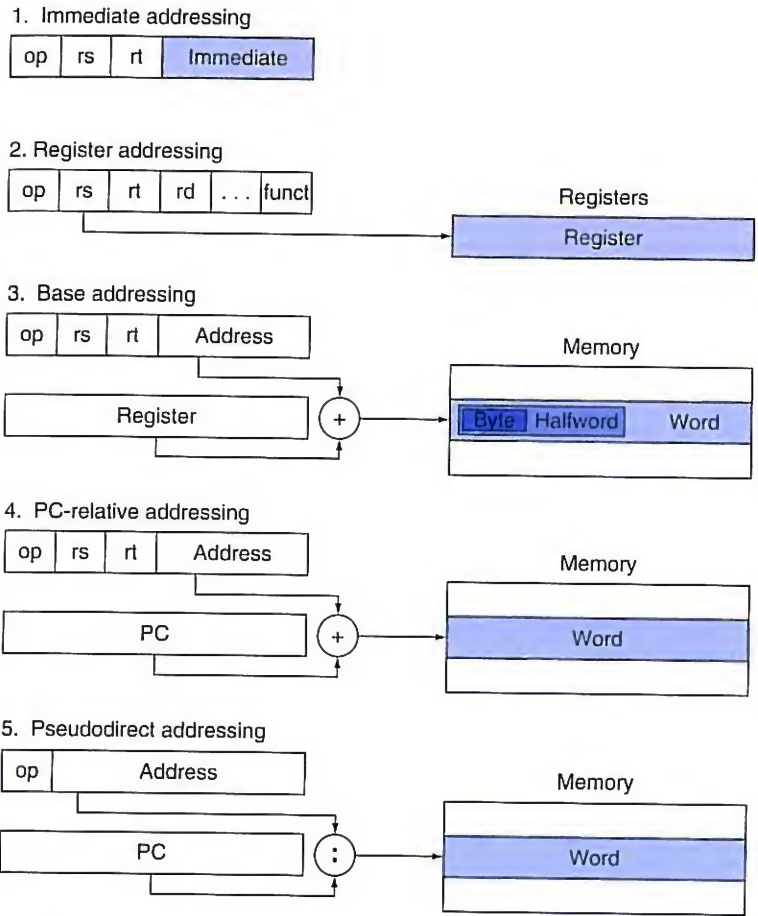 1. Immediate addressing
op rs rt Immediate
2. Register addressing
op rs rt rd . . . funct
Registers
Register
3. Base addressing
op rs rt Address
Memory
Register + Byte Halfword Word
4. PC-relative addressing
op rs rt Address
Memory
PC + Word
5. Pseudodirect addressing
op Address
Memory
PC : Word